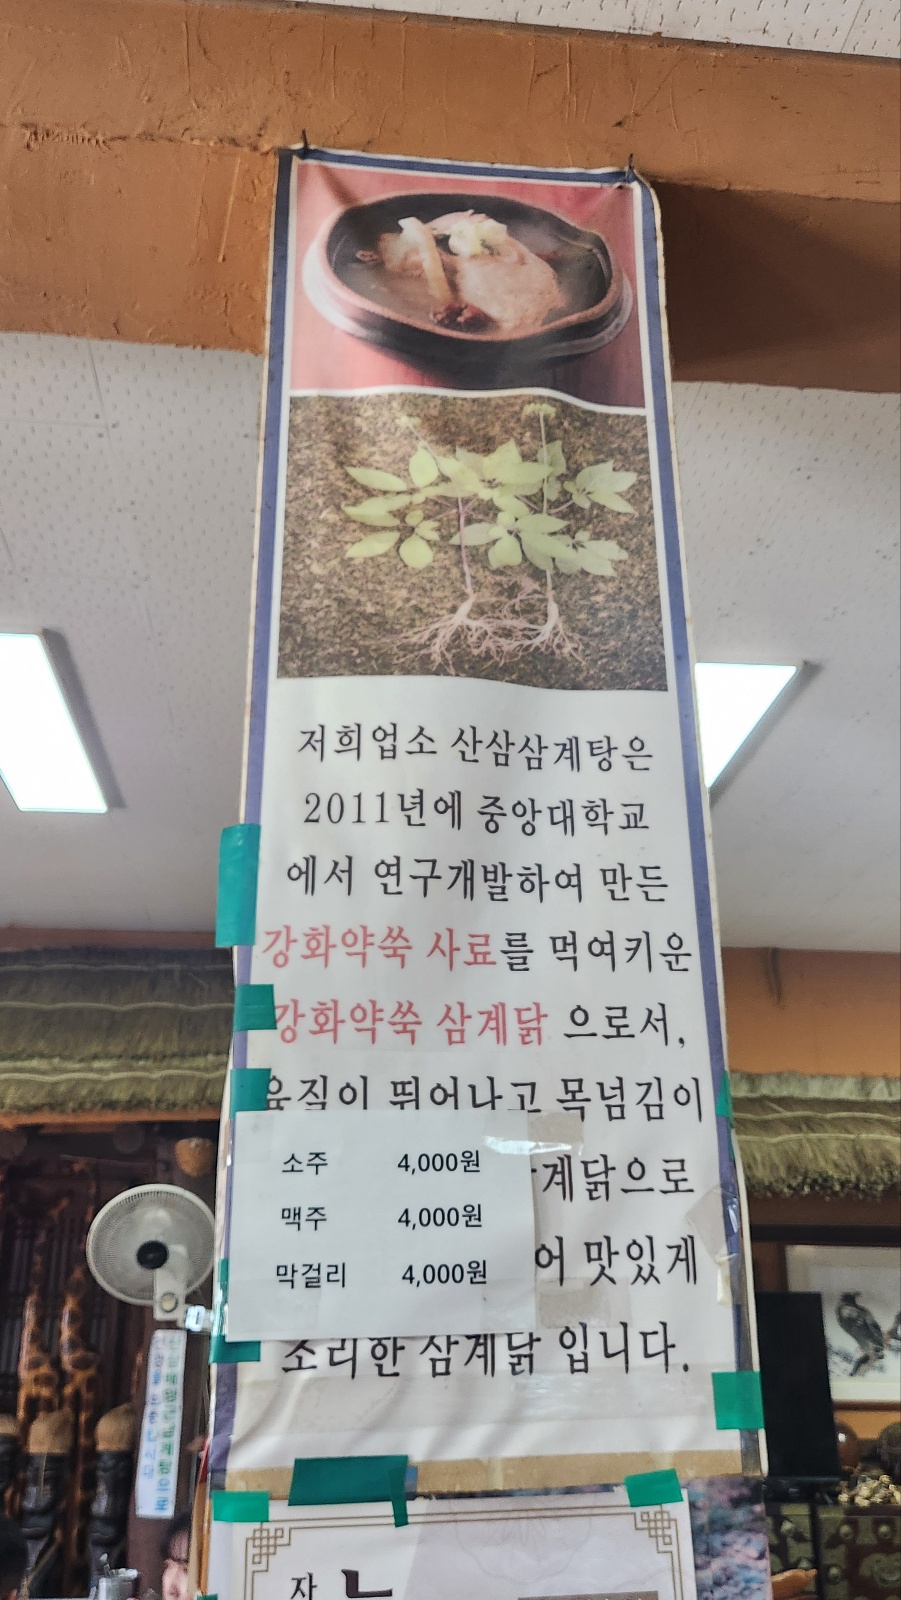 저희업소 산삼삼계탕은
2011년에 중앙대학교
에서 연구개발하여 만든
강화약쑥 사료를 먹여키운
강화약쑥 삼계닭 으로서,
육질이 뛰어나고 목넘김이
계닭으로
어 맛있게
조리한 삼계닭 입니다.
소주 4,000원
맥주 4,000원
막걸리 4,000원